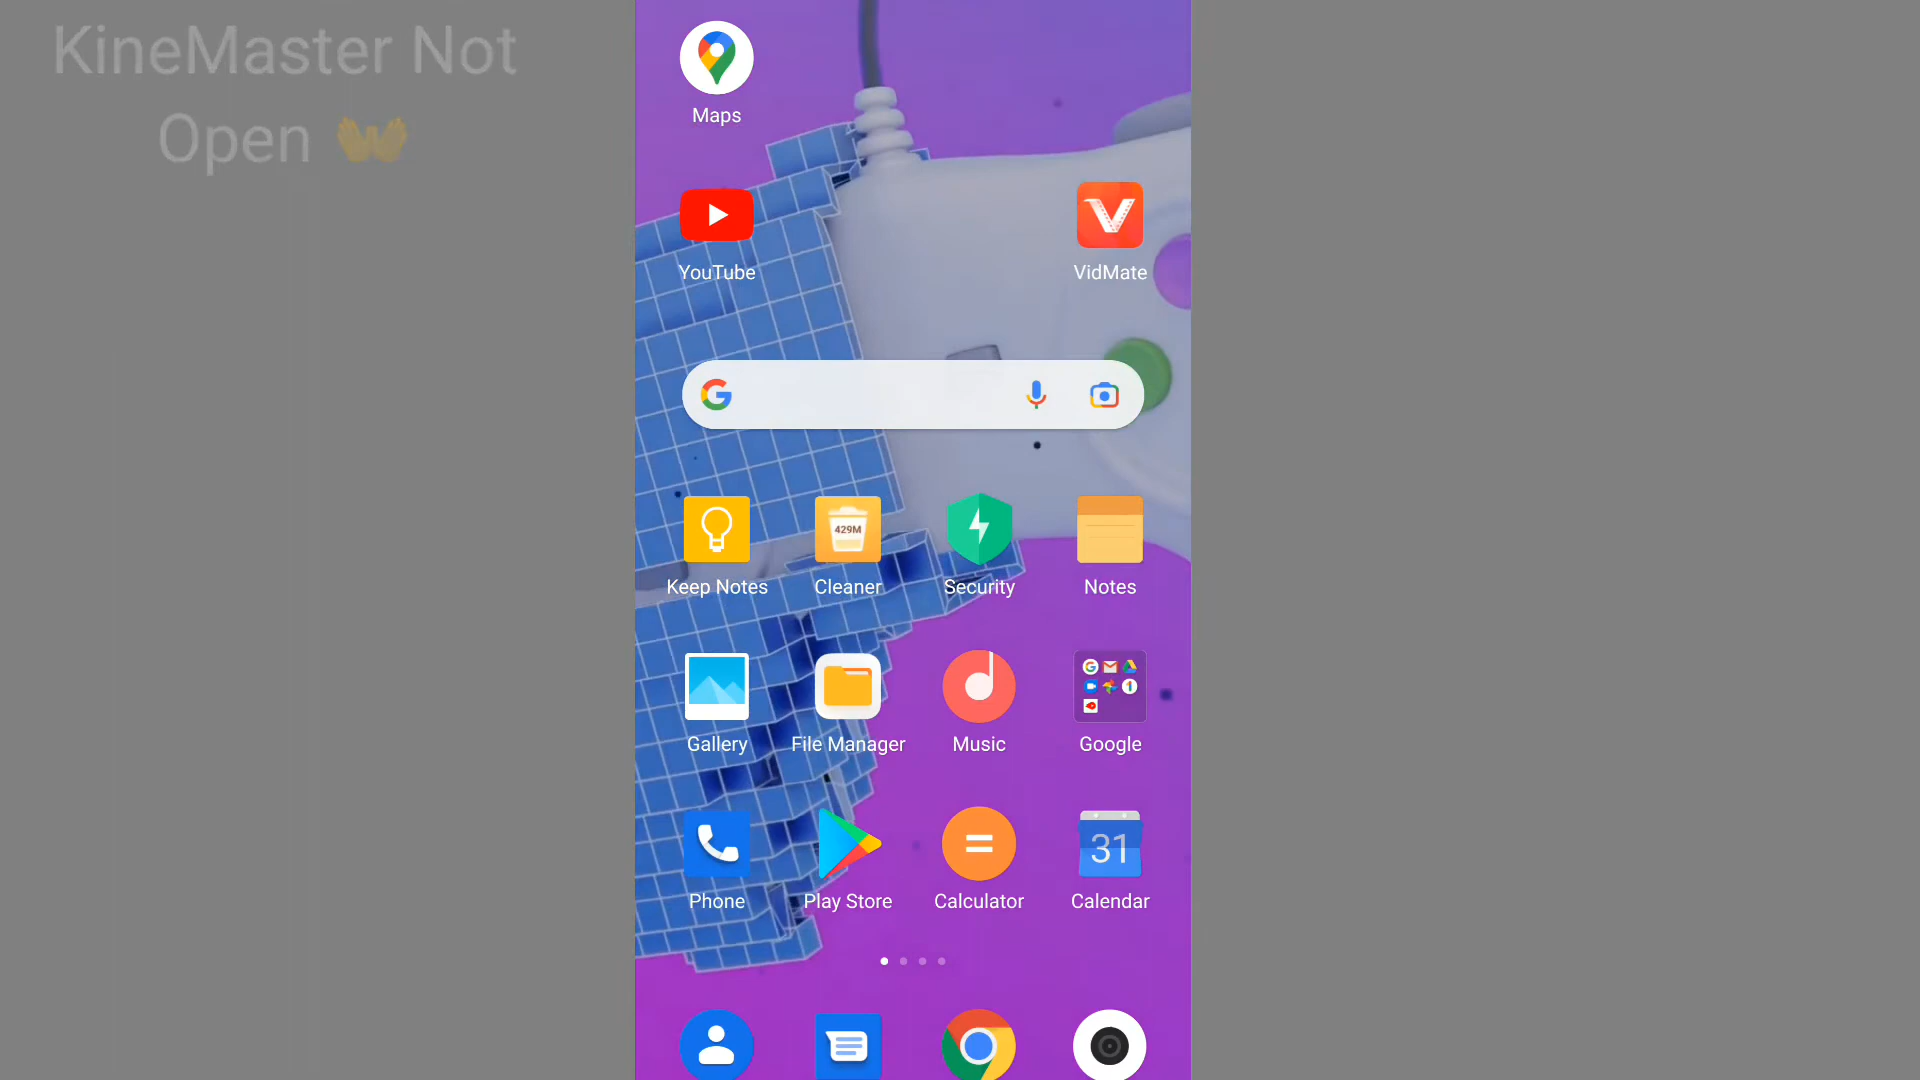 KineMaster Not
Open 👐
Maps
YouTube
VidMate
Keep Notes
429M
Cleaner
Security
Notes
Gallery
File Manager
Music
Google
31
Phone
Play Store
Calculator
Calendar